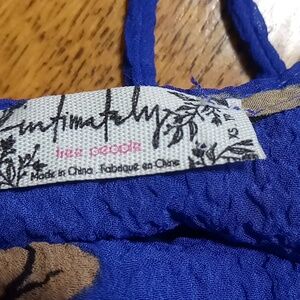 Intimately
free people
Made in China . Fabriqué en Chine
XS